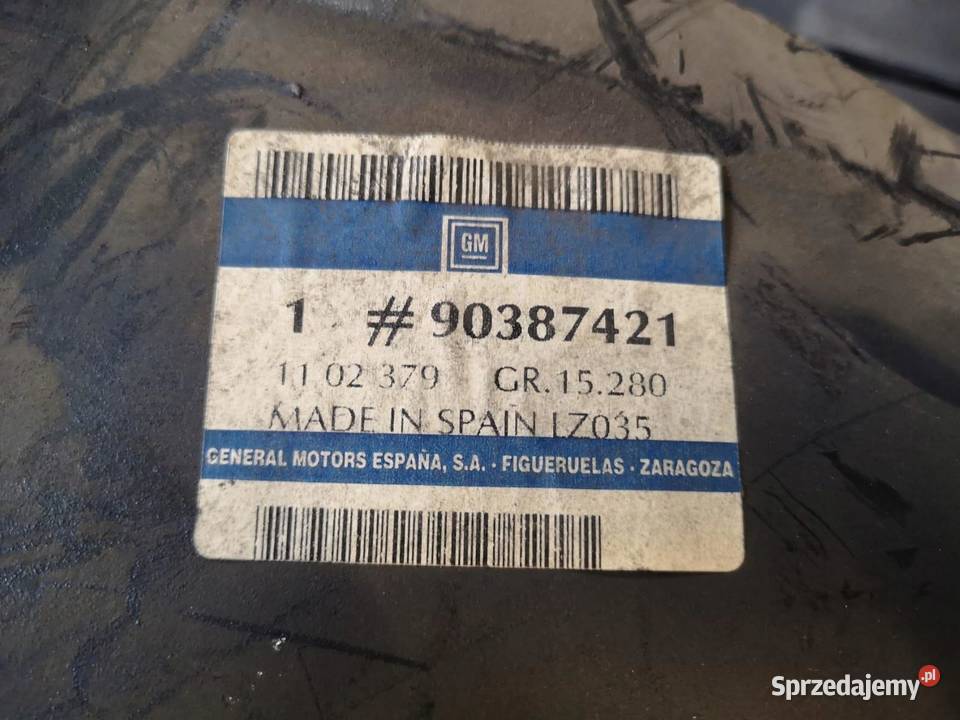 GM
1 # 90387421
11 02 379 GR.15.280
MADE IN SPAIN LZ035
GENERAL MOTORS ESPAÑA, S.A. · FIGUERUELAS · ZARAGOZA
Sprzedajemy.pl